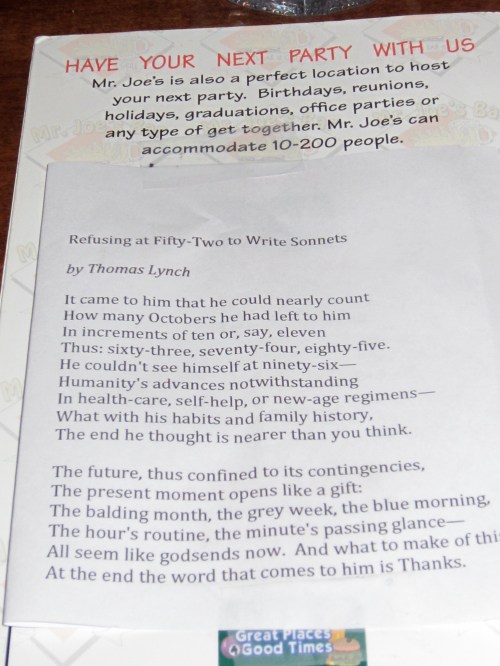 HAVE YOUR NEXT PARTY WITH US
Mr. Joe's is also a perfect location to host
your next party. Birthdays, reunions,
holidays, graduations, office parties or
any type of get together. Mr. Joe's can
accommodate 10-200 people.
Refusing at Fifty-Two to Write Sonnets
by Thomas Lynch
It came to him that he could nearly count
How many Octobers he had left to him
In increments of ten or, say, eleven
Thus: sixty-three, seventy-four, eighty-five.
He couldn't see himself at ninety-six—
Humanity's advances notwithstanding
In health-care, self-help, or new-age regimens—
What with his habits and family history,
The end he thought is nearer than you think.
The future, thus confined to its contingencies,
The present moment opens like a gift:
The balding month, the grey week, the blue morning,
The hour's routine, the minute's passing glance—
All seem like godsends now. And what to make of thi
At the end the word that comes to him is Thanks.
Great Places
Good Times